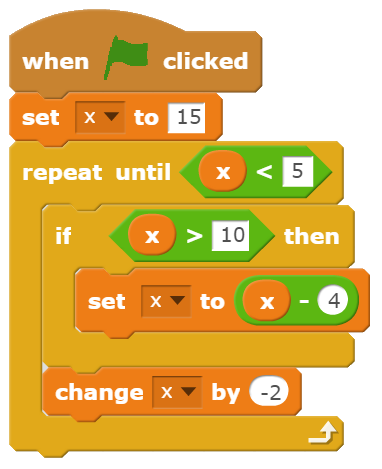 when clicked
set x to 15
repeat until x < 5
if x > 10 then
set x to x - 4
change x by -2